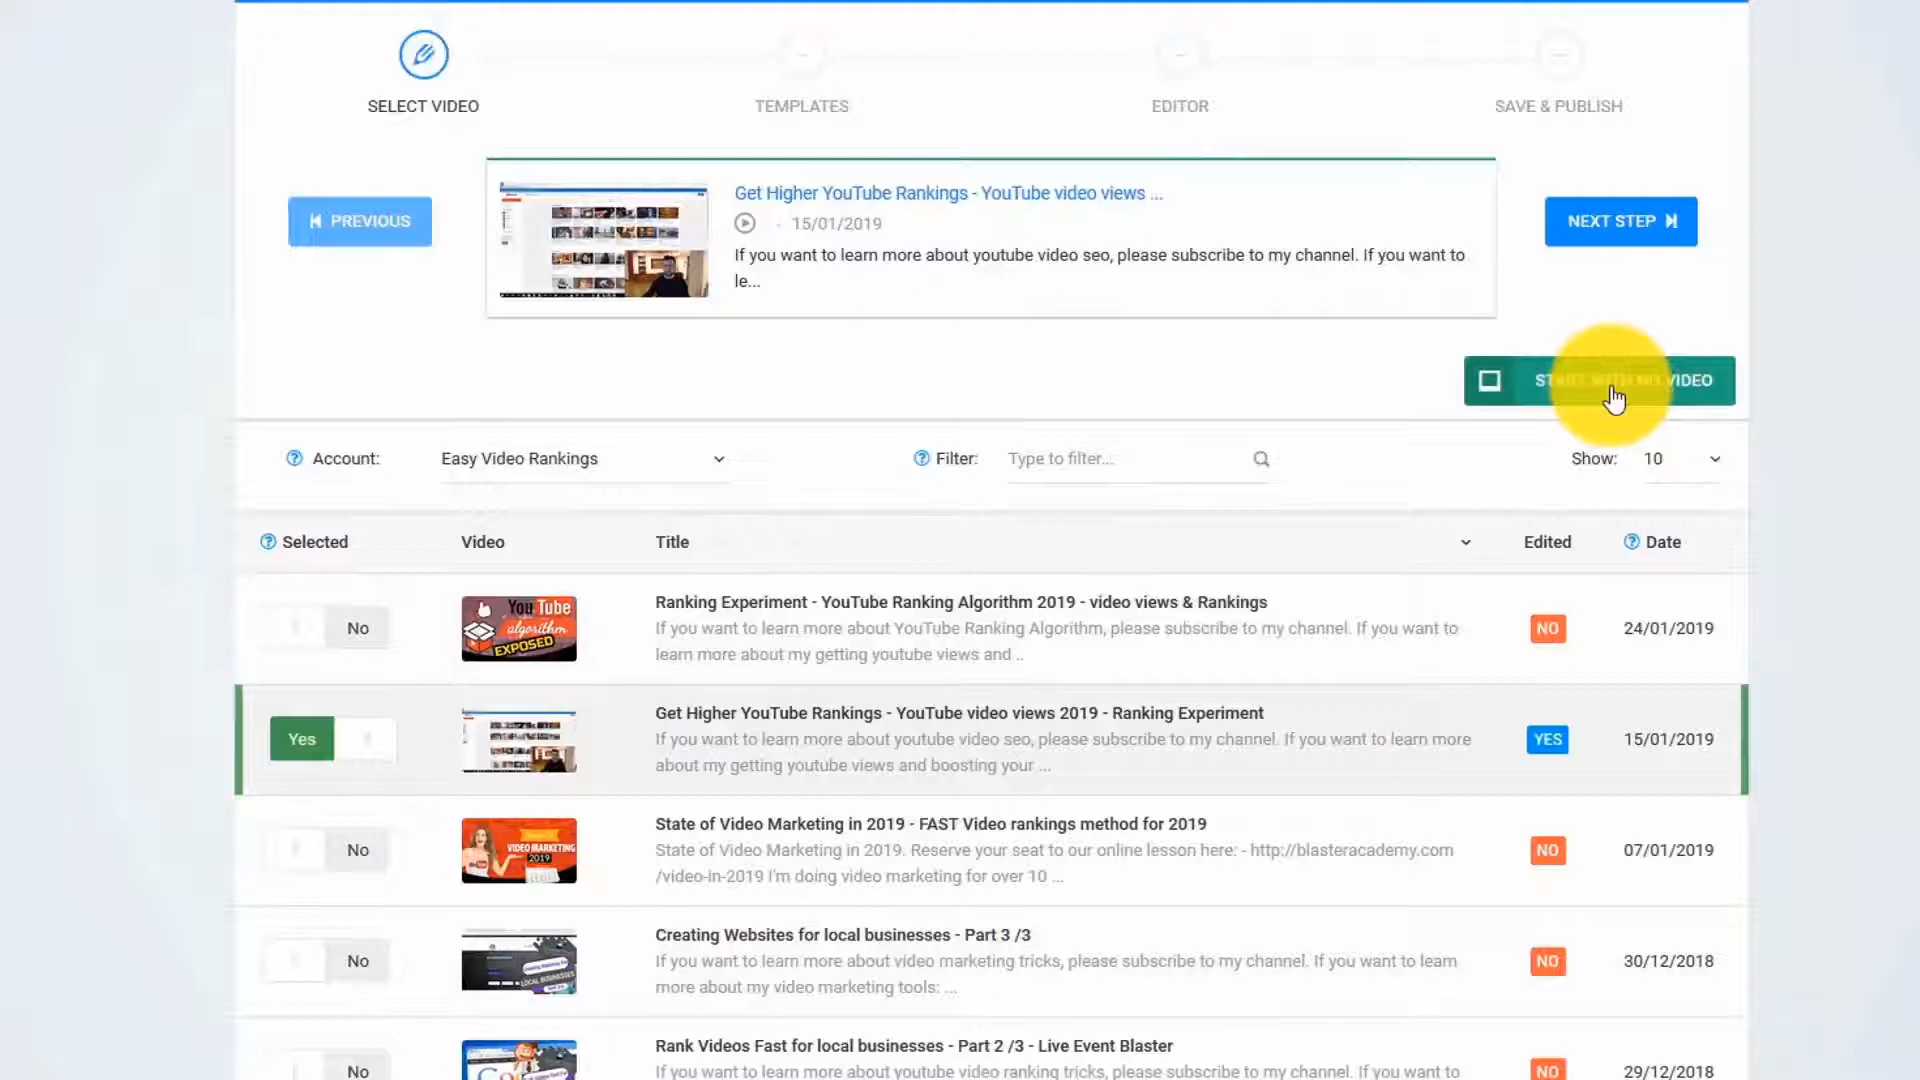 SELECT VIDEO
TEMPLATES
EDITOR
SAVE & PUBLISH
PREVIOUS
Get Higher YouTube Rankings - YouTube video views ...
· 15/01/2019
If you want to learn more about youtube video seo, please subscribe to my channel. If you want to
le...
NEXT STEP
START WITH NO VIDEO
Account:
Easy Video Rankings
Filter:
Type to filter...
Show:
10
Selected
Video
Title
Edited
Date
No
YouTube
algorithm
EXPOSED
Ranking Experiment - YouTube Ranking Algorithm 2019 - video views & Rankings
If you want to learn more about YouTube Ranking Algorithm, please subscribe to my channel. If you want to
learn more about my getting youtube views and ..
NO
24/01/2019
Yes
Get Higher YouTube Rankings - YouTube video views 2019 - Ranking Experiment
If you want to learn more about youtube video seo, please subscribe to my channel. If you want to learn more
about my getting youtube views and boosting your ...
YES
15/01/2019
No
VIDEO MARKETING
2019
State of Video Marketing in 2019 - FAST Video rankings method for 2019
State of Video Marketing in 2019. Reserve your seat to our online lesson here: - http://blasteracademy.com
/video-in-2019 I'm doing video marketing for over 10 ...
NO
07/01/2019
No
LOCAL BUSINESSES
Creating Websites for local businesses - Part 3 /3
If you want to learn more about video marketing tricks, please subscribe to my channel. If you want to learn
more about my video marketing tools: ...
NO
30/12/2018
No
Rank Videos Fast for local businesses - Part 2 /3 - Live Event Blaster
If you want to learn more about youtube video ranking tricks, please subscribe to my channel. If you want to
NO
29/12/2018